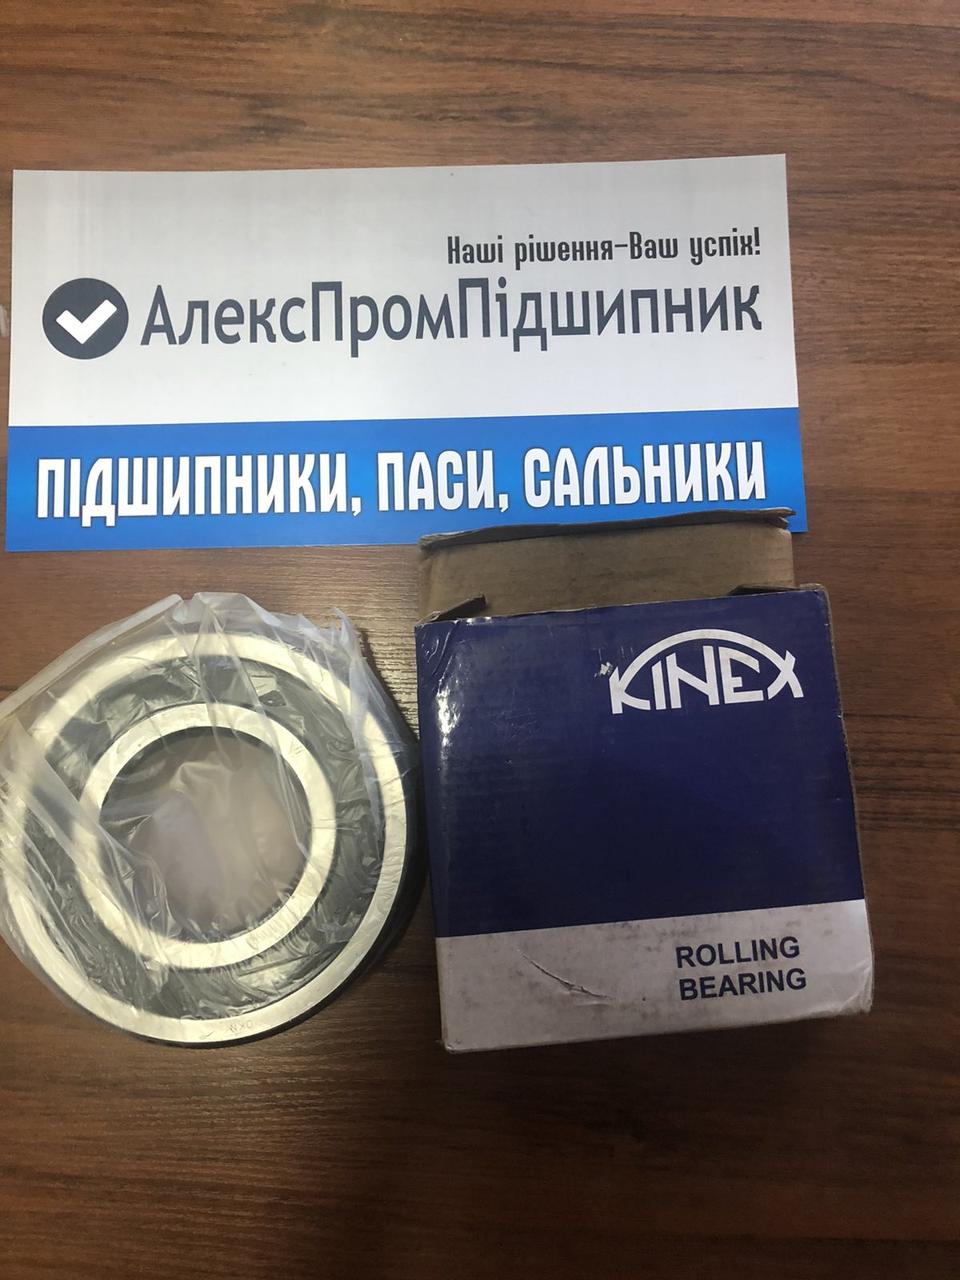 Наші рішення-Ваш успіх!
АлексПромПідшипник
ПІДШИПНИКИ, ПАСИ, САЛЬНИКИ
KINEX
ROLLING
BEARING